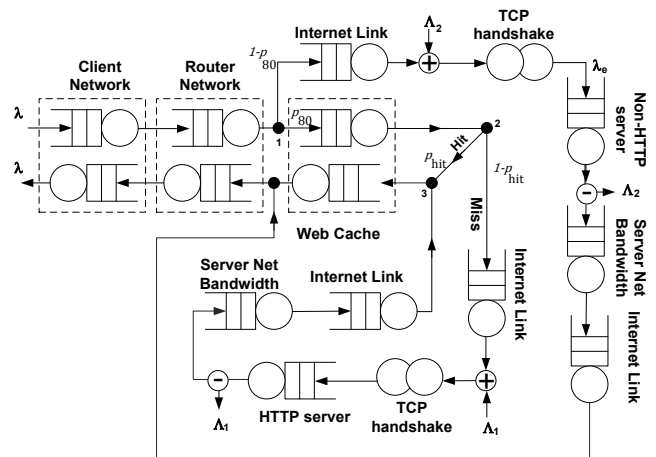 Internet Link
Λ₂
TCP
handshake
1-p
80
λe
Client
Network
Router
Network
Non-HTTP
server
λ
p
80
1
2
Hit
p
hit
1-p
hit
Λ₂
λ
3
Web Cache
Miss
Server Net
Bandwidth
Internet Link
Internet Link
Server Net
Bandwidth
Internet Link
Λ₁
HTTP server
TCP
handshake
Λ₁